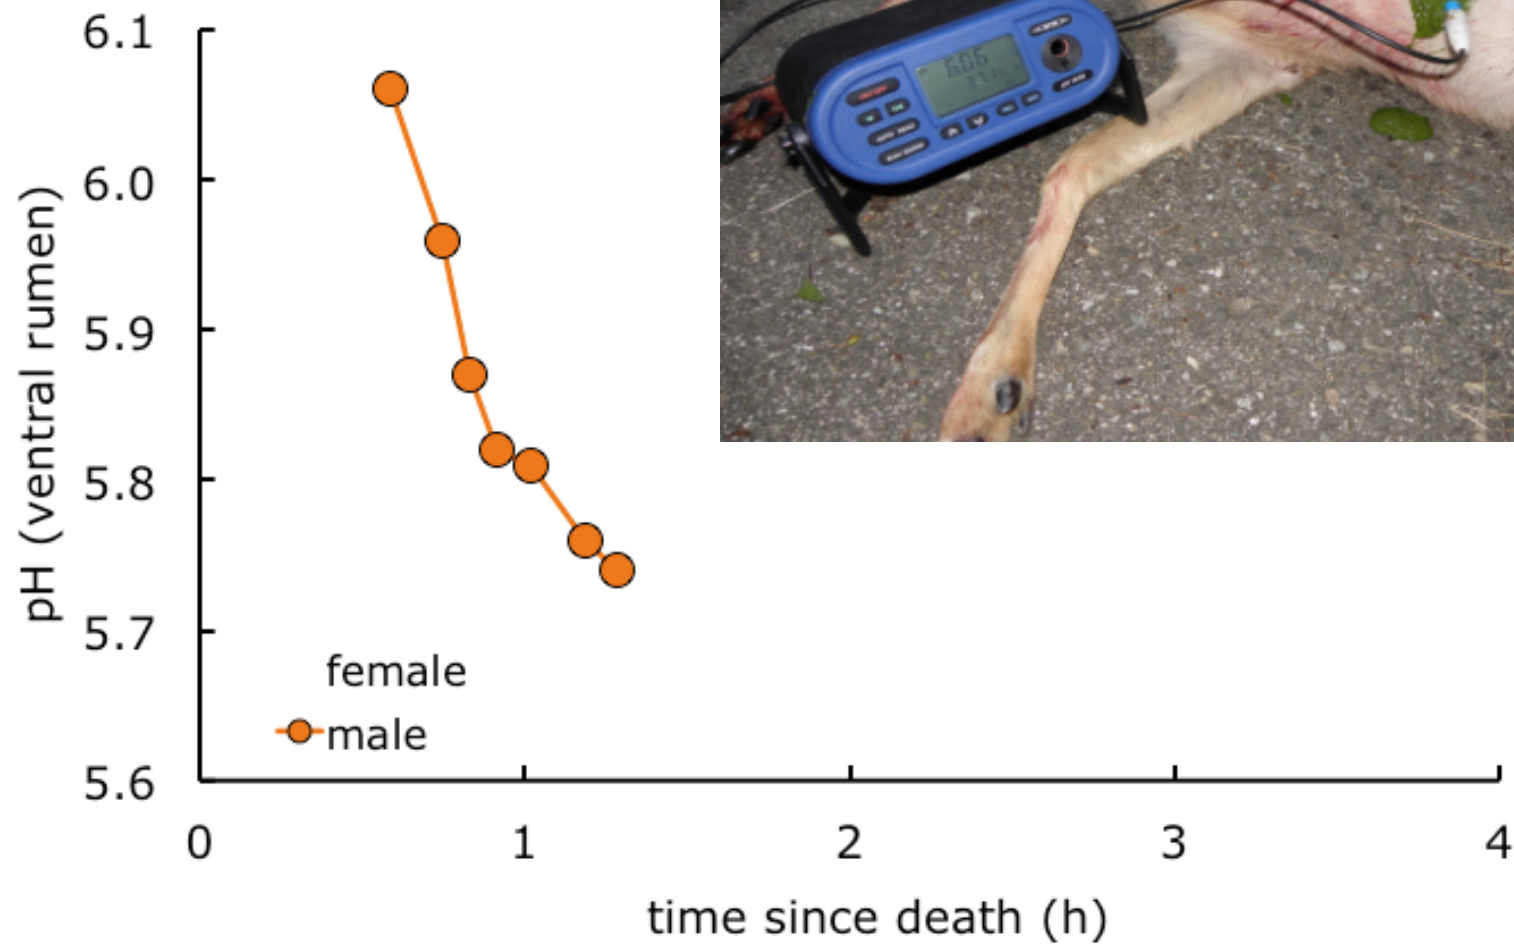 6.1
6.0
5.9
5.8
5.7
5.6
pH (ventral rumen)
female
male
0 1 2 3 4
time since death (h)
6.06